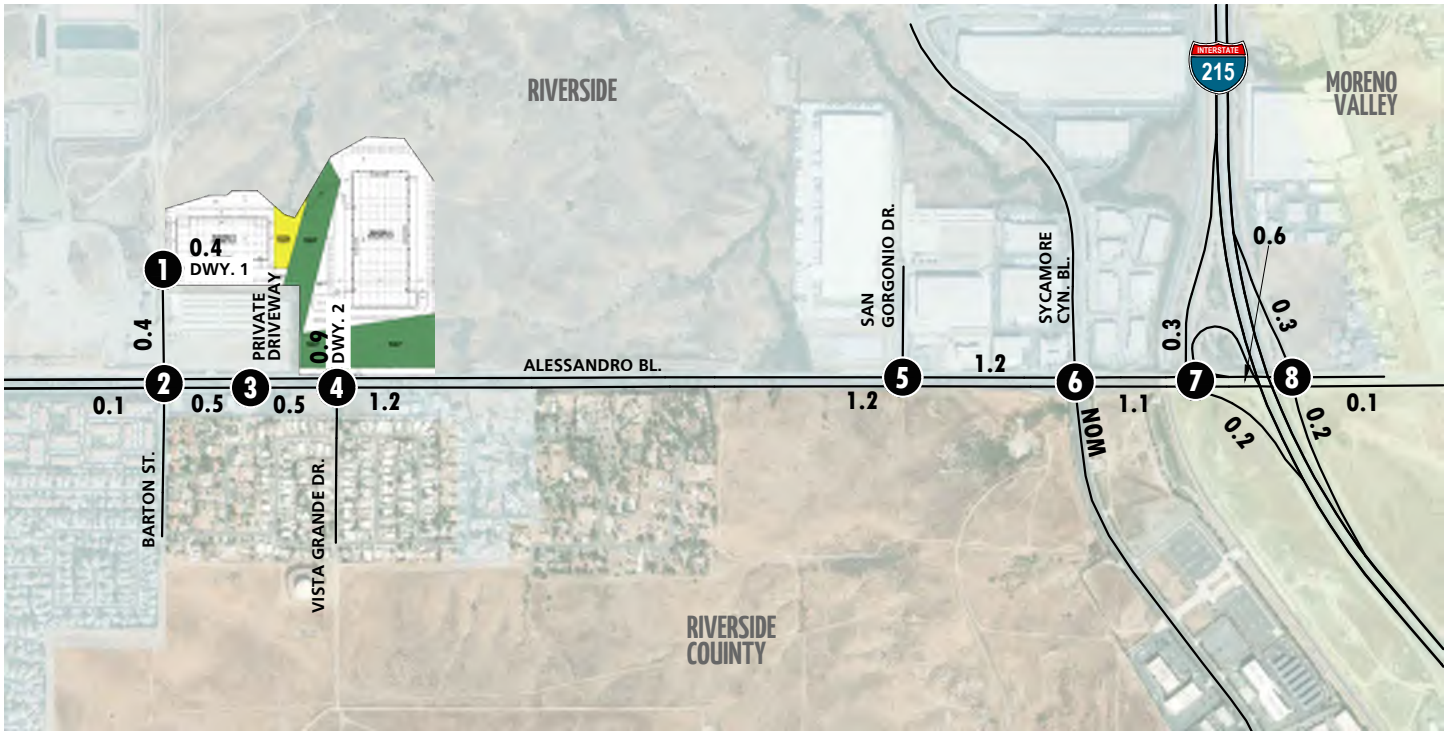 RIVERSIDE
INTERSTATE
215
MORENO
VALLEY
0.4
DWY. 1
1
0.4
PRIVATE
DRIVEWAY
0.9
DWY. 2
SAN
GORGONIO DR.
SYCAMORE
CYN. BL.
0.6
0.3
0.3
ALESSANDRO BL.
1.2
2
3
4
5
6
7
8
0.1
0.5
0.5
1.2
1.2
1.1
0.2
0.2
0.1
NOM
BARTON ST.
VISTA GRANDE DR.
RIVERSIDE
COUNTY